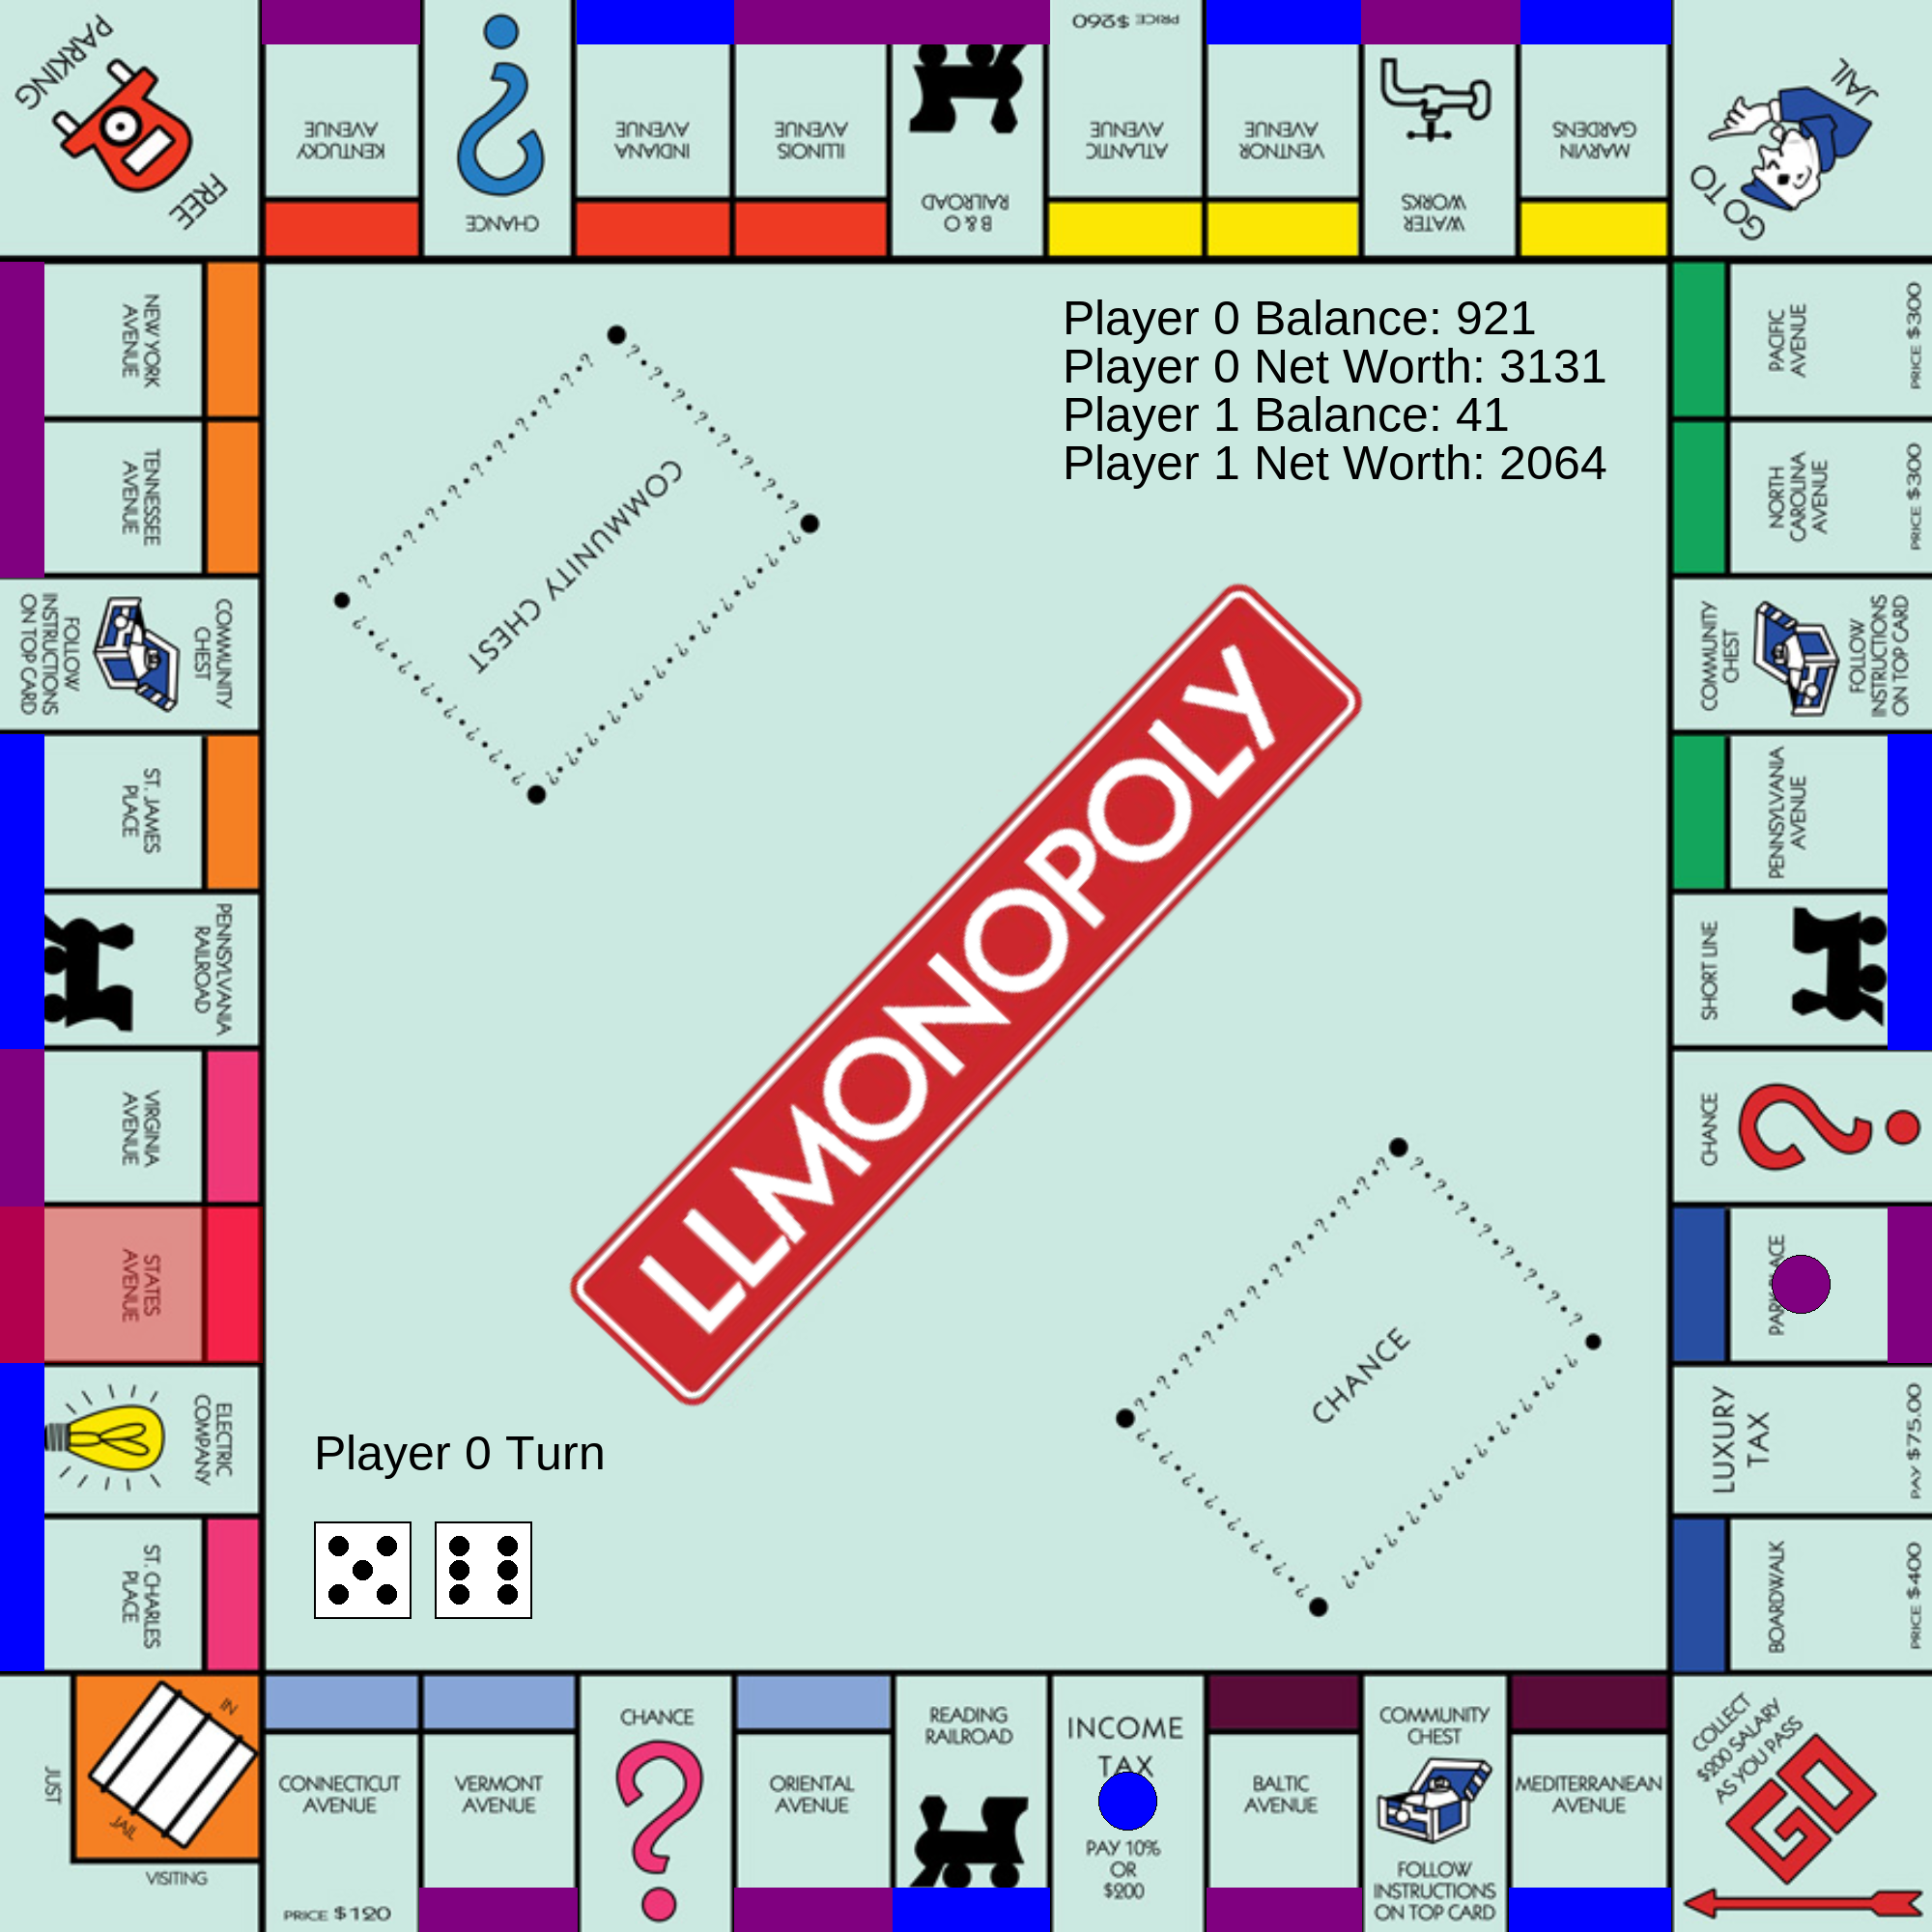 PARKING
FREE
KENTUCKY
AVENUE
CHANCE
INDIANA
AVENUE
ILLINOIS
AVENUE
B & O
RAILROAD
PRICE $260
ATLANTIC
AVENUE
VENTNOR
AVENUE
WATER
WORKS
MARVIN
GARDENS
GO TO
JAIL
NEW YORK
AVENUE
TENNESSEE
AVENUE
COMMUNITY
CHEST
FOLLOW
INSTRUCTIONS
ON TOP CARD
ST. JAMES
PLACE
PENNSYLVANIA
RAILROAD
VIRGINIA
AVENUE
STATES
AVENUE
ELECTRIC
COMPANY
ST. CHARLES
PLACE
Player 0 Balance: 921
Player 0 Net Worth: 3131
Player 1 Balance: 41
Player 1 Net Worth: 2064
COMMUNITY CHEST
LLMONOPOLY
CHANCE
Player 0 Turn
PACIFIC
AVENUE
PRICE $300
NORTH
CAROLINA
AVENUE
PRICE $300
COMMUNITY
CHEST
FOLLOW
INSTRUCTIONS
ON TOP CARD
PENNSYLVANIA
AVENUE
SHORT LINE
CHANCE
PARK PLACE
LUXURY
TAX
PAY $75.00
BOARDWALK
PRICE $400
JUST
VISITING
IN
JAIL
CONNECTICUT
AVENUE
PRICE $120
VERMONT
AVENUE
CHANCE
ORIENTAL
AVENUE
READING
RAILROAD
INCOME
TAX
PAY 10%
OR
$200
BALTIC
AVENUE
COMMUNITY
CHEST
FOLLOW
INSTRUCTIONS
ON TOP CARD
MEDITERRANEAN
AVENUE
COLLECT
$200 SALARY
AS YOU PASS
GO